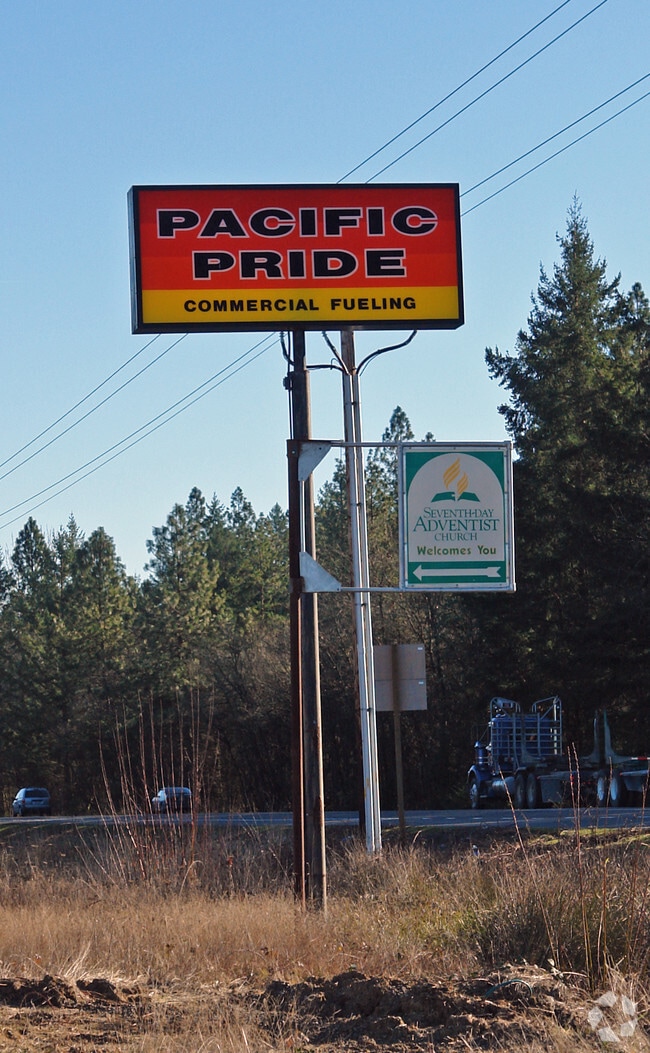 PACIFIC
PRIDE
COMMERCIAL FUELING
SEVENTH-DAY
ADVENTIST
CHURCH
Welcomes You